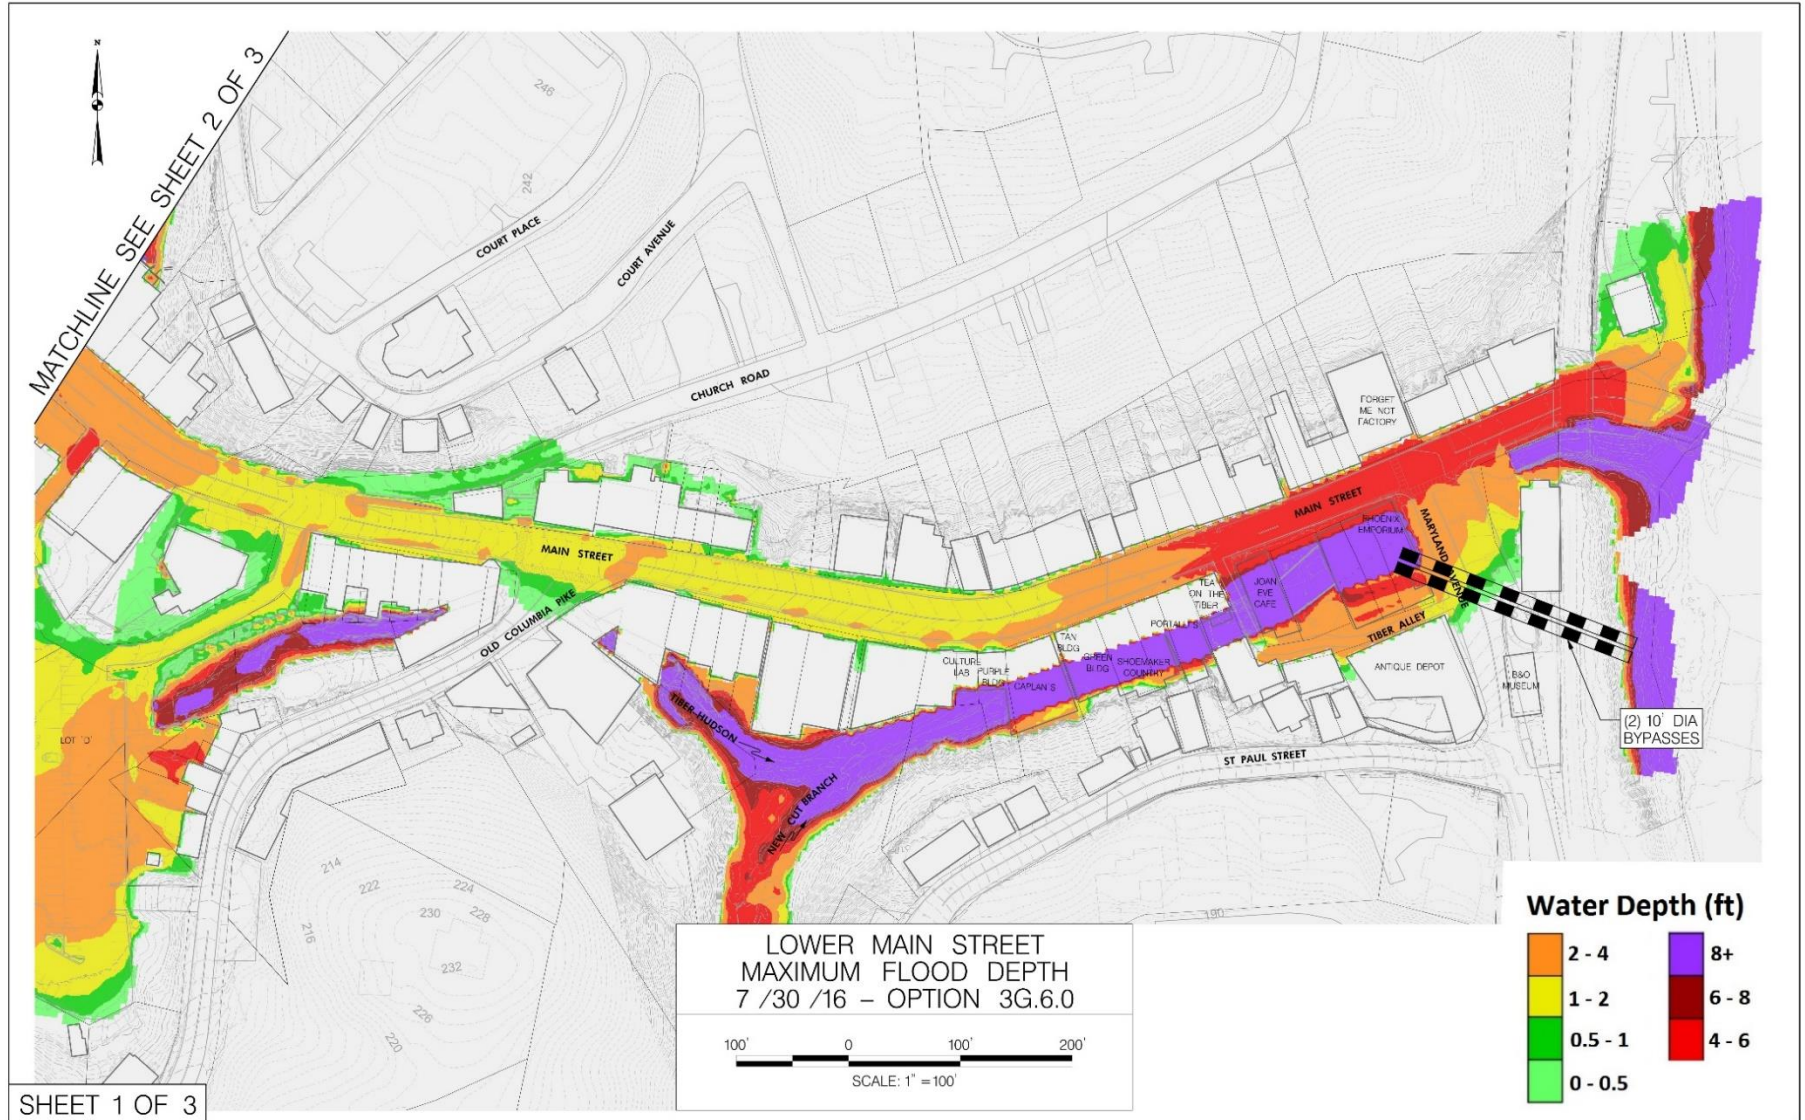 N
MATCHLINE SEE SHEET 2 OF 3
246
242
COURT PLACE
COURT AVENUE
CHURCH ROAD
FORGET
ME NOT
FACTORY
MAIN STREET
MAIN STREET
PHOENIX
EMPORIUM
MARYLAND AVENUE
OLD COLUMBIA PIKE
TEA
ON THE
TIBER
JOAN
EVE
CAFE
PORTALLI'S
TIBER ALLEY
TAN
BLDG
GREEN
BLDG
SHOEMAKER
COUNTRY
CULTURE
LAB
PURPLE
BLDG
CAPLAN'S
ANTIQUE DEPOT
B&O
MUSEUM
TIBER-HUDSON
NEW CUT BRANCH
ST PAUL STREET
(2) 10' DIA
BYPASSES
214
222
224
230
228
216
232
226
220
190
LOWER MAIN STREET
MAXIMUM FLOOD DEPTH
7 /30 /16 – OPTION 3G.6.0
100' 0 100' 200'
SCALE: 1" =100'
Water Depth (ft)
2 - 4
1 - 2
0.5 - 1
0 - 0.5
8+
6 - 8
4 - 6
SHEET 1 OF 3